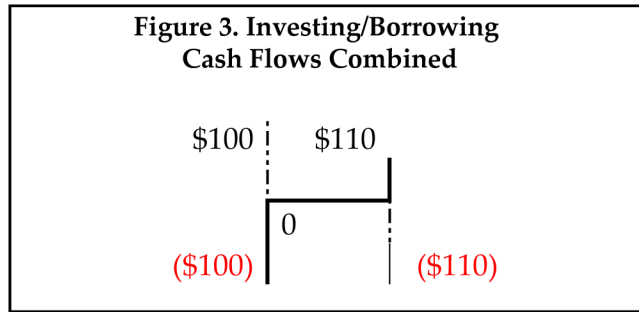 Figure 3. Investing/Borrowing
Cash Flows Combined
$100 $110
0
($100) ($110)